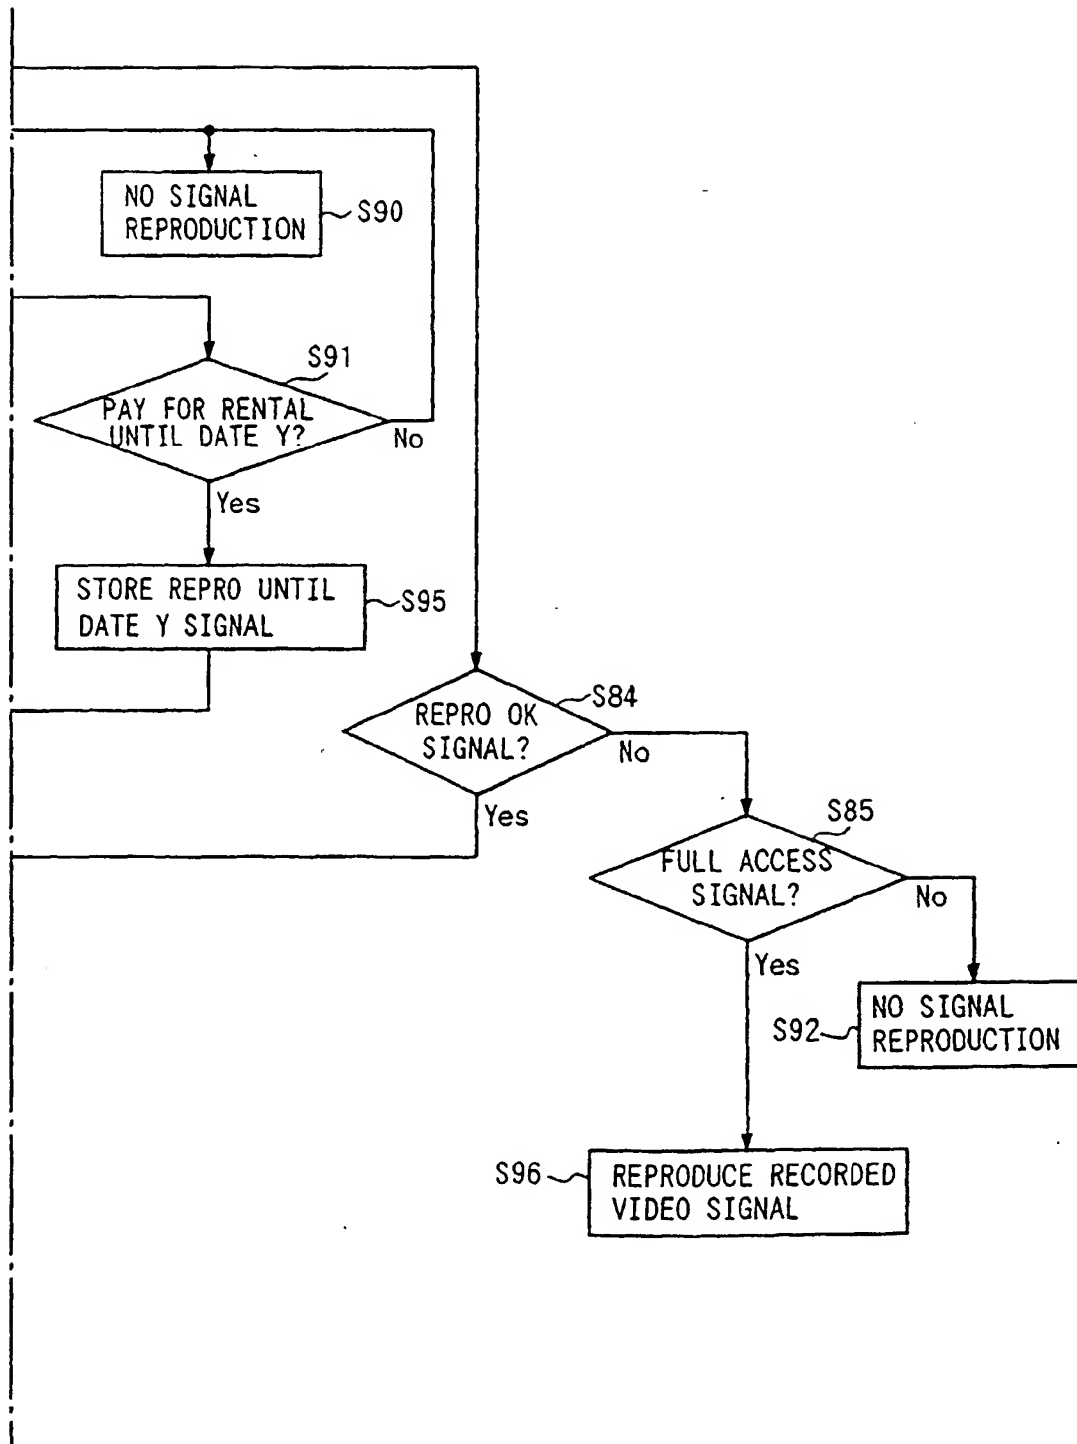 NO SIGNAL
REPRODUCTION
S90
S91
PAY FOR RENTAL
UNTIL DATE Y?
No
Yes
STORE REPRO UNTIL
DATE Y SIGNAL
S95
S84
REPRO OK
SIGNAL?
No
Yes
S85
FULL ACCESS
SIGNAL?
No
Yes
S92
NO SIGNAL
REPRODUCTION
S96
REPRODUCE RECORDED
VIDEO SIGNAL